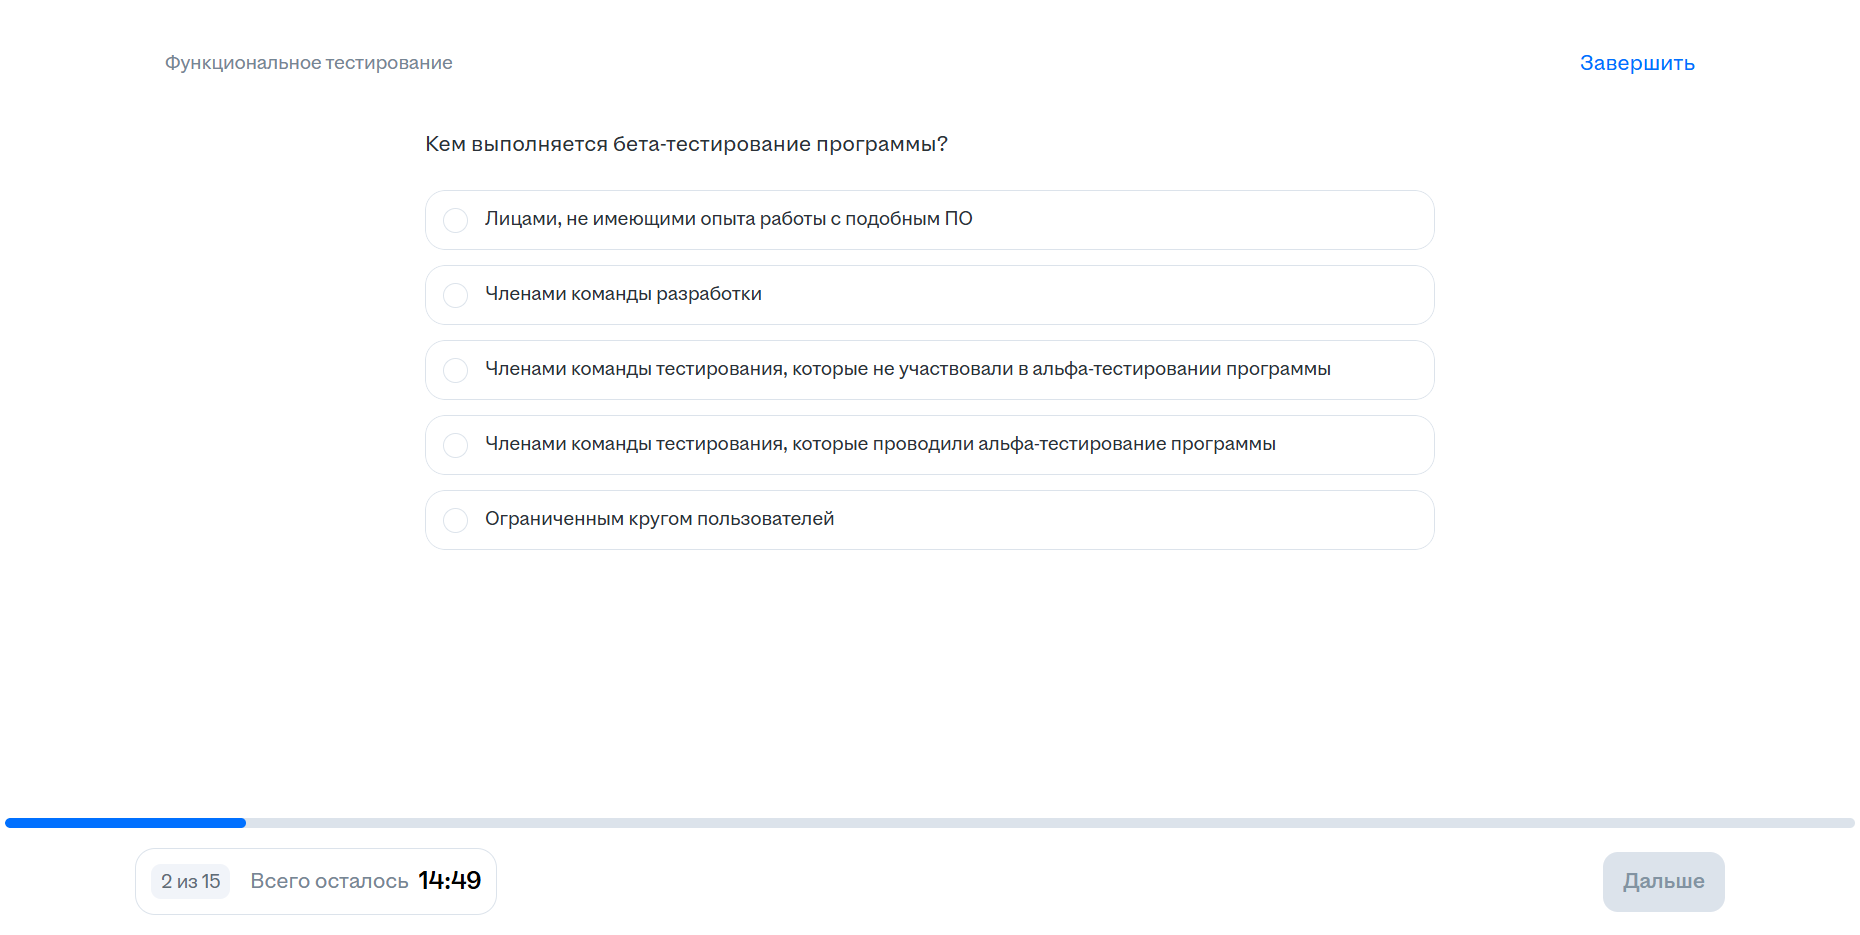 Функциональное тестирование
Завершить
Кем выполняется бета-тестирование программы?
Лицами, не имеющими опыта работы с подобным ПО
Членами команды разработки
Членами команды тестирования, которые не участвовали в альфа-тестировании программы
Членами команды тестирования, которые проводили альфа-тестирование программы
Ограниченным кругом пользователей
2 из 15 Всего осталось 14:49
Дальше